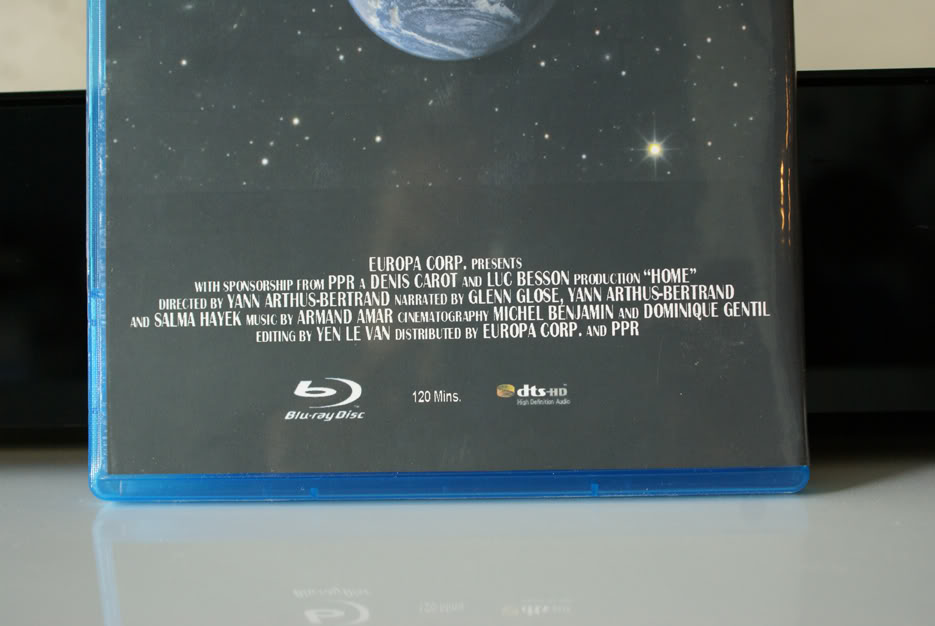 EUROPA CORP. PRESENTS
WITH SPONSORSHIP FROM PPR A DENIS CAROT AND LUC BESSON PRODUCTION “HOME”
DIRECTED BY YANN ARTHUS-BERTRAND NARRATED BY GLENN GLOSE, YANN ARTHUS-BERTRAND
AND SALMA HAYEK MUSIC BY ARMAND AMAR CINEMATOGRAPHY MICHEL BENJAMIN AND DOMINIQUE GENTIL
EDITING BY YEN LE VAN DISTRIBUTED BY EUROPA CORP. AND PPR
Blu-ray Disc 120 Mins. dts-HD
High Definition Audio